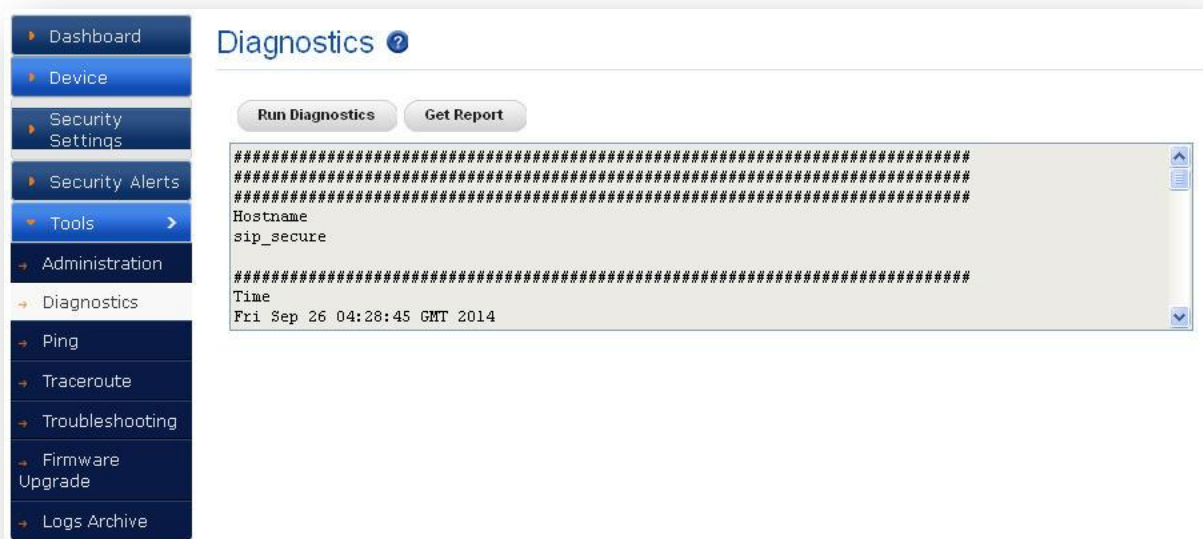 Dashboard
Device
Security
Settings
Security Alerts
Tools
Administration
Diagnostics
Ping
Traceroute
Troubleshooting
Firmware
Upgrade
Logs Archive
Diagnostics ?
Run Diagnostics Get Report
###############################################################################
###############################################################################
###############################################################################
Hostname
sip_secure
###############################################################################
Time
Fri Sep 26 04:28:45 GMT 2014